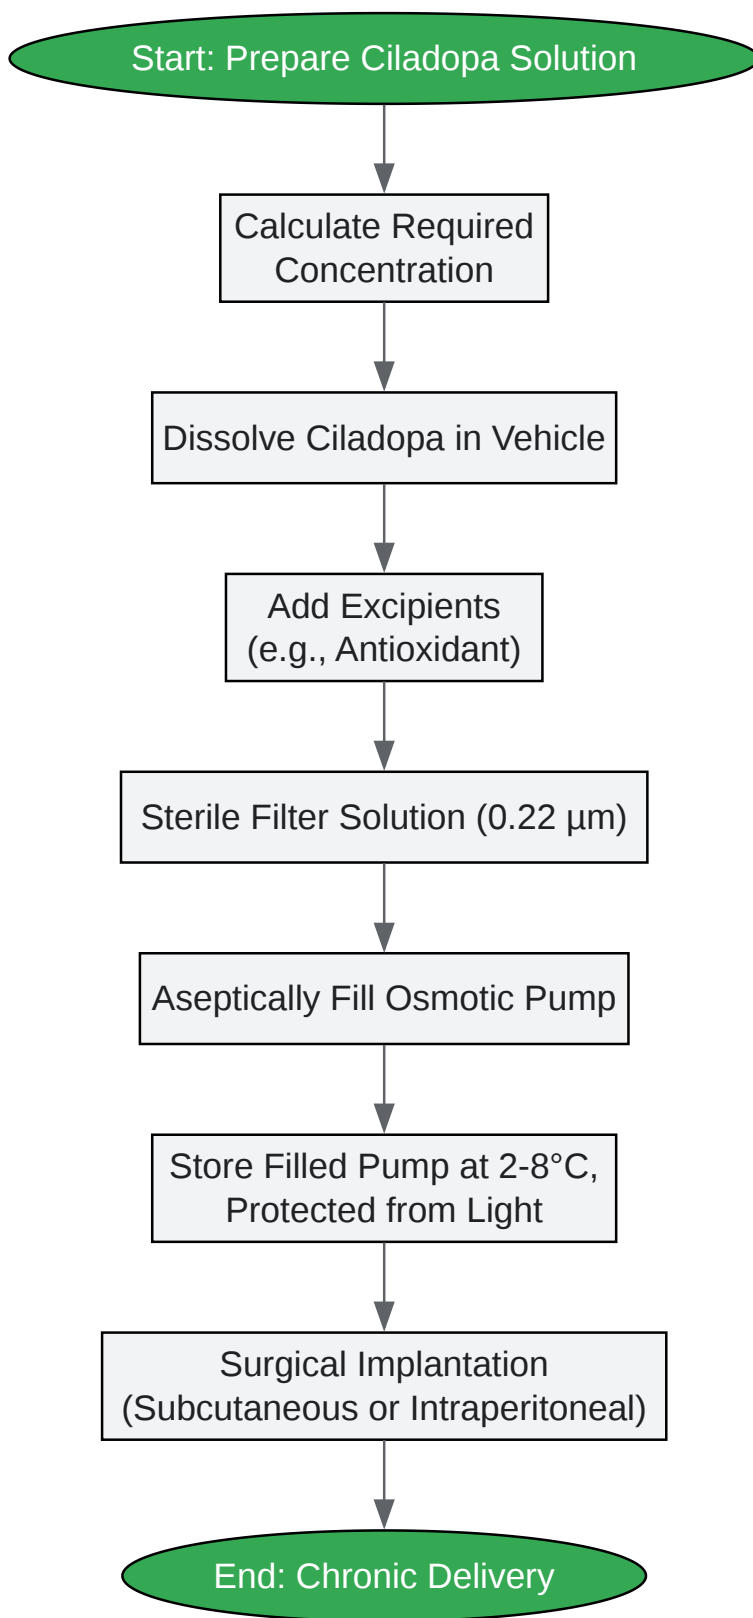 Start: Prepare Ciladopa Solution
Calculate Required
Concentration
Dissolve Ciladopa in Vehicle
Add Excipients
(e.g., Antioxidant)
Sterile Filter Solution (0.22 µm)
Aseptically Fill Osmotic Pump
Store Filled Pump at 2-8°C,
Protected from Light
Surgical Implantation
(Subcutaneous or Intraperitoneal)
End: Chronic Delivery